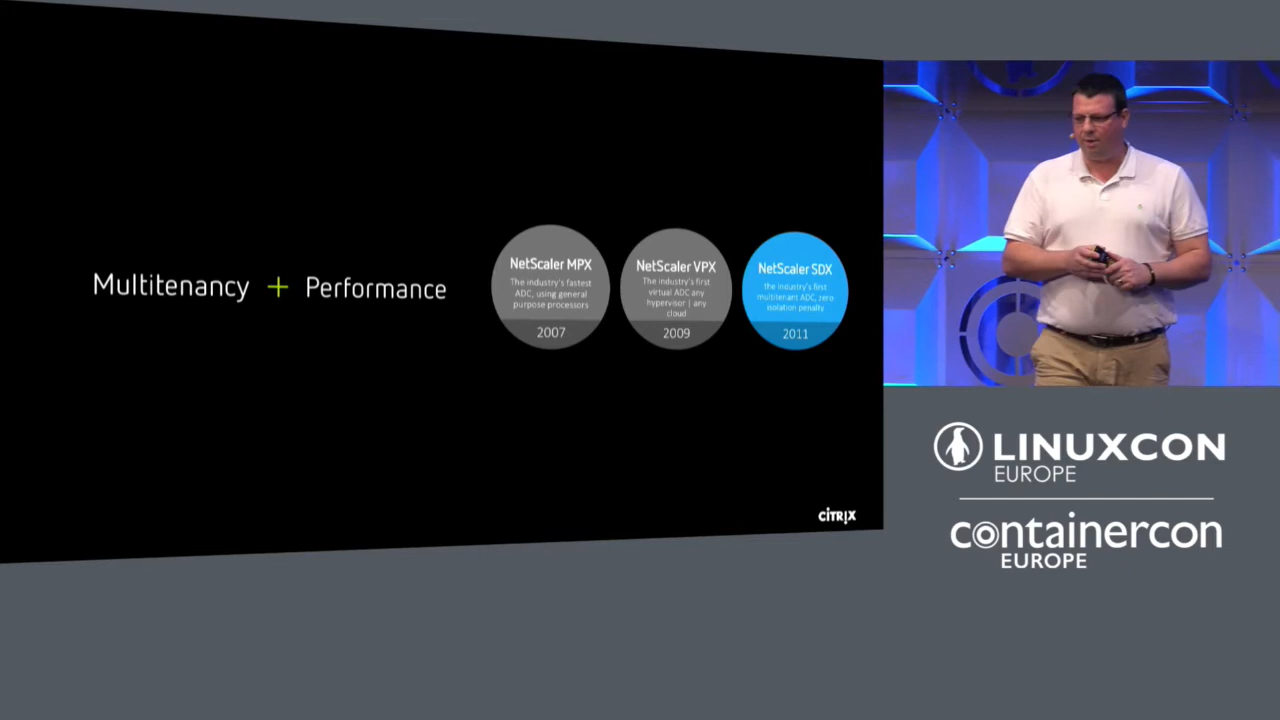 Multitenancy + Performance
NetScaler MPX
The industry's fastest
ADC, using general
purpose processors
2007
NetScaler VPX
The industry's first
virtual ADC any
hypervisor | any
cloud
2009
NetScaler SDX
the industry's first
multitenant ADC, zero
isolation penalty
2011
CITRIX
LINUXCON
EUROPE
containercon
EUROPE